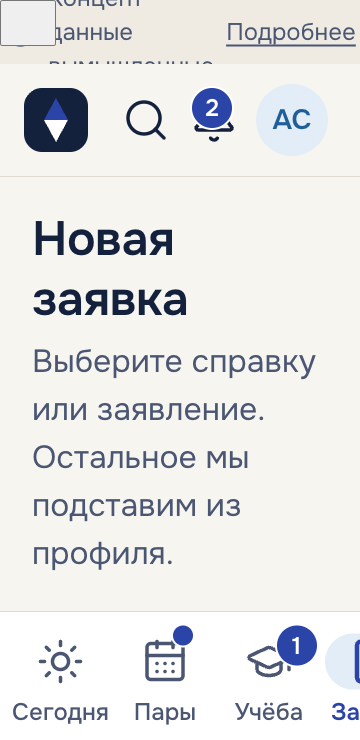 данные
Подробнее
2
АС
Новая
заявка
Выберите справку
или заявление.
Остальное мы
подставим из
профиля.
1
Сегодня
Пары
Учёба